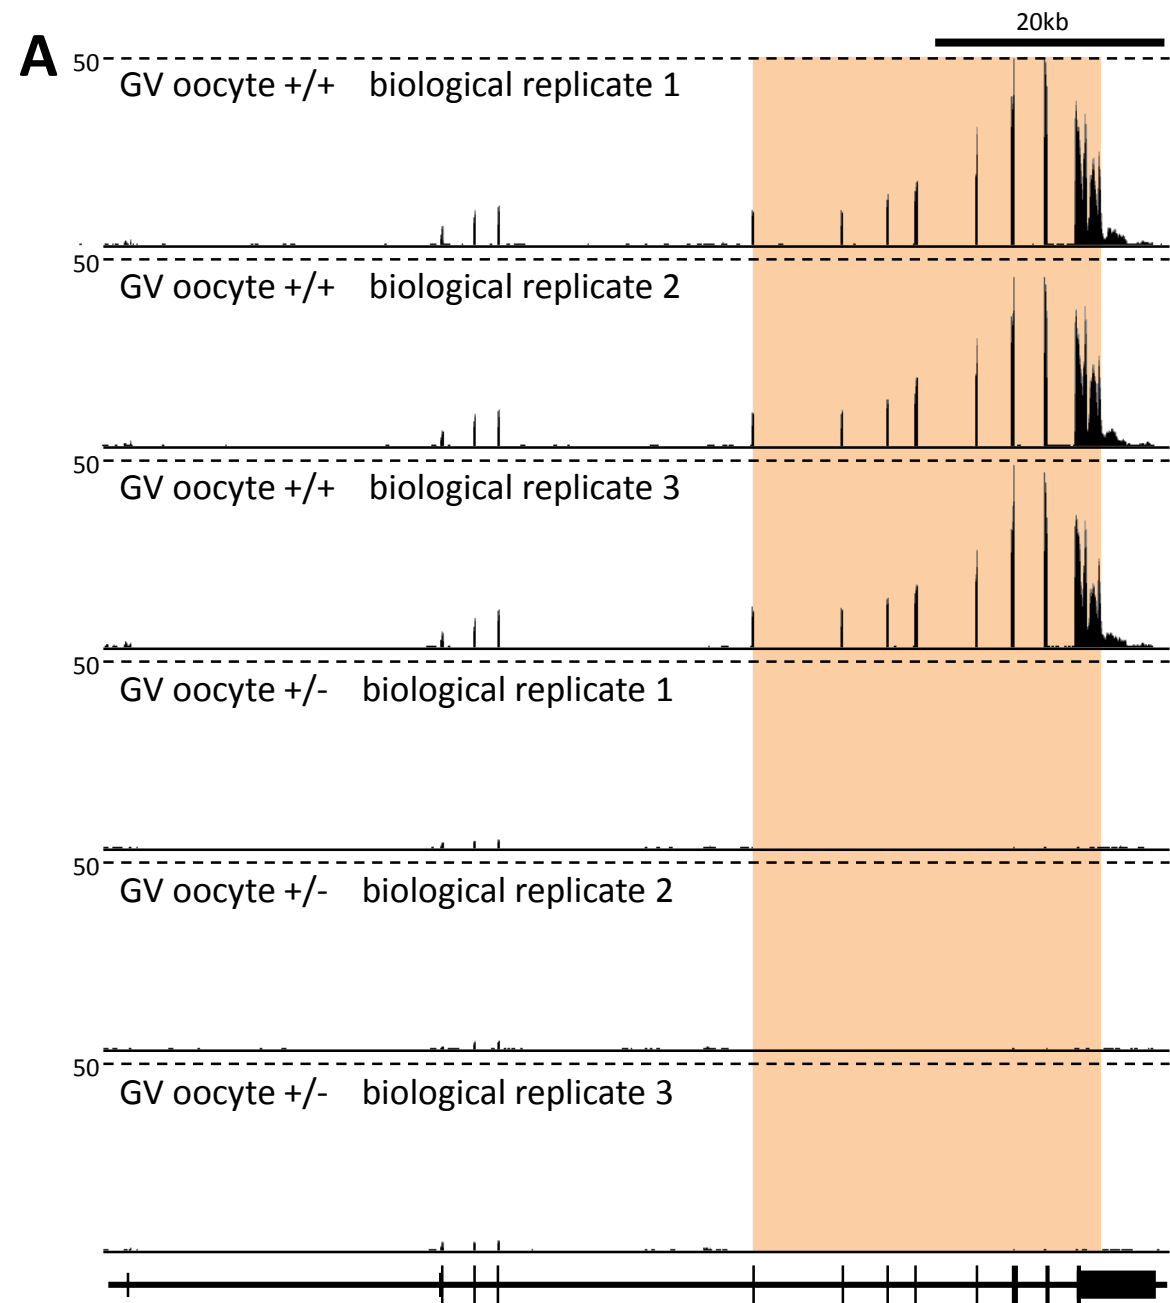 20kb
A
50
GV oocyte +/+ biological replicate 1
50
GV oocyte +/+ biological replicate 2
50
GV oocyte +/+ biological replicate 3
50
GV oocyte +/- biological replicate 1
50
GV oocyte +/- biological replicate 2
50
GV oocyte +/- biological replicate 3